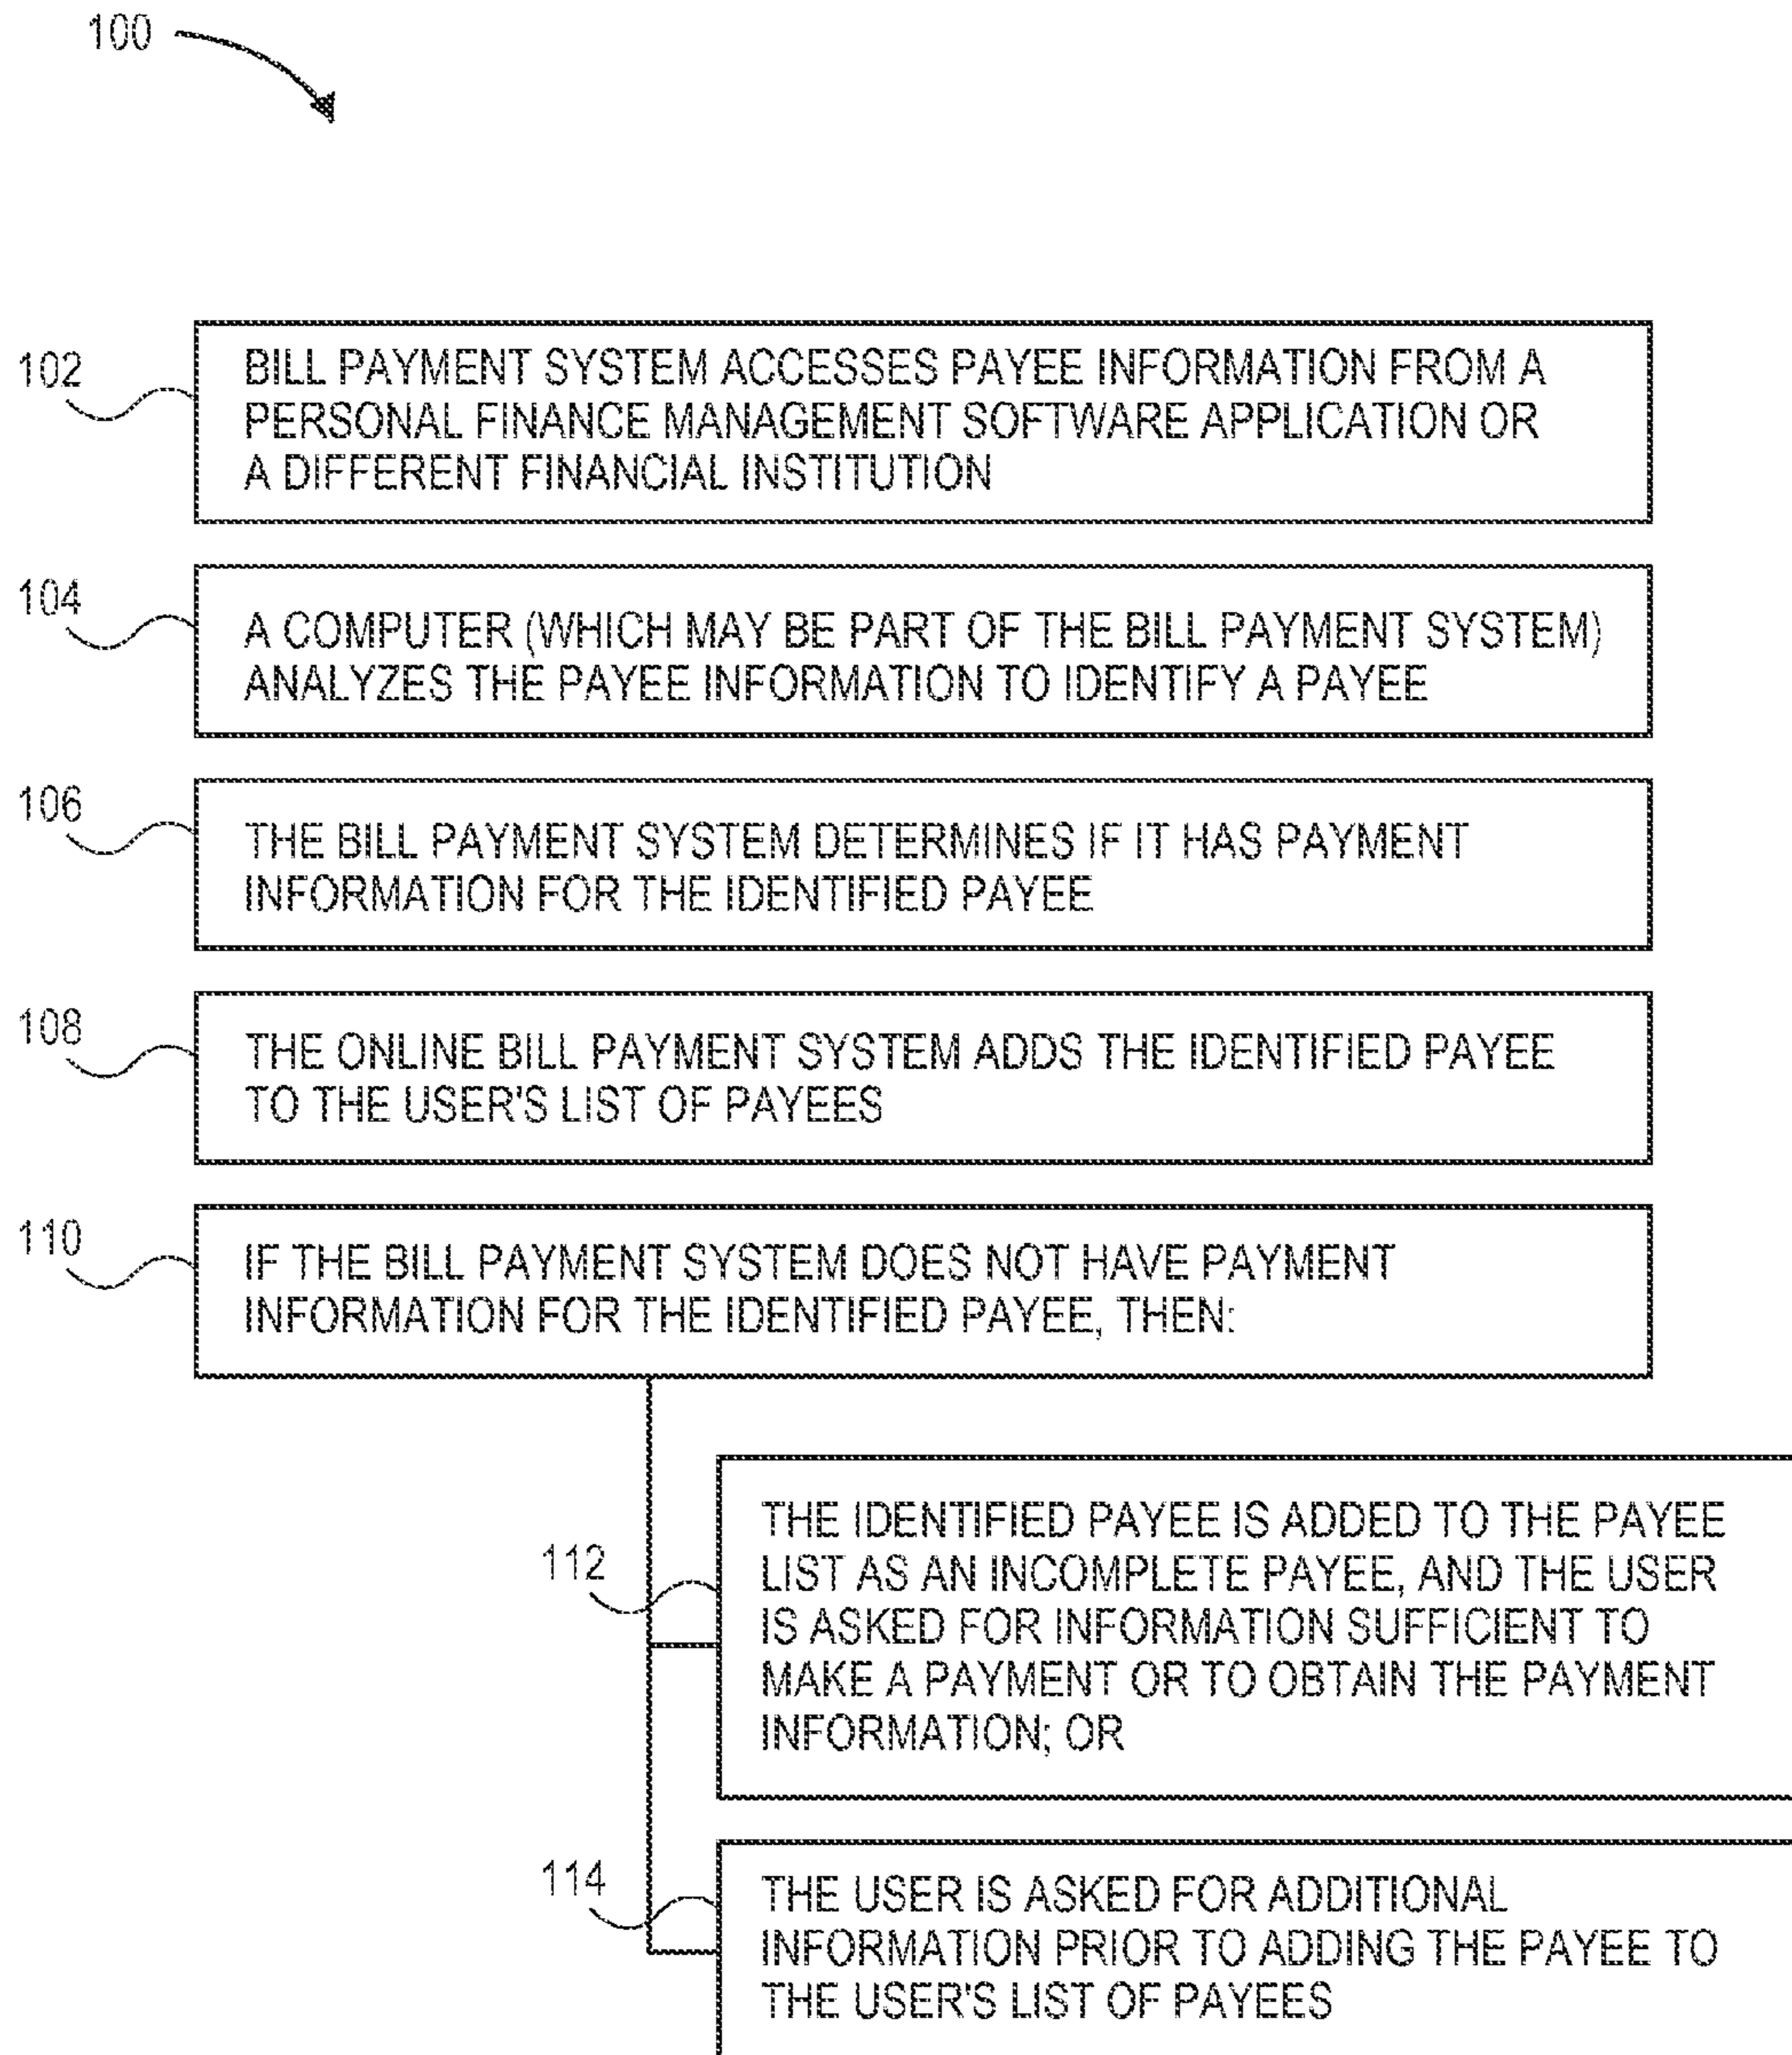 100
102
BILL PAYMENT SYSTEM ACCESSES PAYEE INFORMATION FROM A
PERSONAL FINANCE MANAGEMENT SOFTWARE APPLICATION OR
A DIFFERENT FINANCIAL INSTITUTION
104
A COMPUTER (WHICH MAY BE PART OF THE BILL PAYMENT SYSTEM)
ANALYZES THE PAYEE INFORMATION TO IDENTIFY A PAYEE
106
THE BILL PAYMENT SYSTEM DETERMINES IF IT HAS PAYMENT
INFORMATION FOR THE IDENTIFIED PAYEE
108
THE ONLINE BILL PAYMENT SYSTEM ADDS THE IDENTIFIED PAYEE
TO THE USER'S LIST OF PAYEES
110
IF THE BILL PAYMENT SYSTEM DOES NOT HAVE PAYMENT
INFORMATION FOR THE IDENTIFIED PAYEE, THEN:
112
THE IDENTIFIED PAYEE IS ADDED TO THE PAYEE
LIST AS AN INCOMPLETE PAYEE, AND THE USER
IS ASKED FOR INFORMATION SUFFICIENT TO
MAKE A PAYMENT OR TO OBTAIN THE PAYMENT
INFORMATION; OR
114
THE USER IS ASKED FOR ADDITIONAL
INFORMATION PRIOR TO ADDING THE PAYEE TO
THE USER'S LIST OF PAYEES